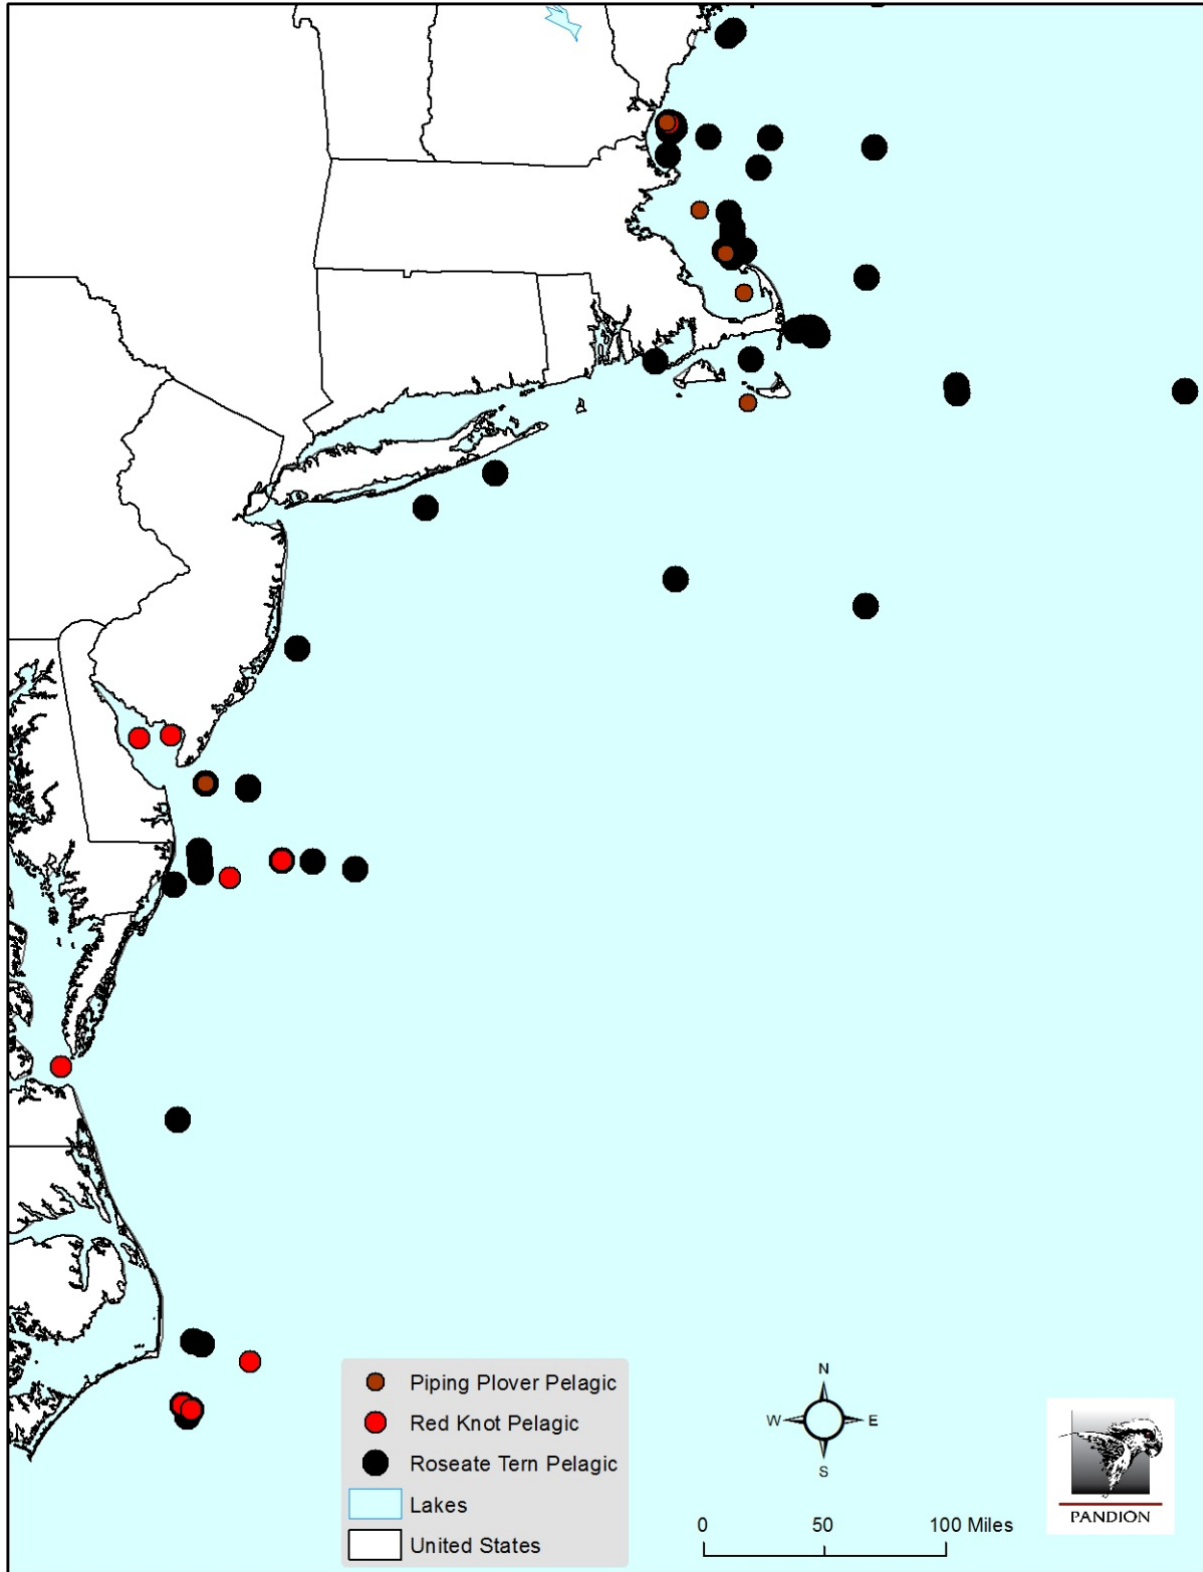 Piping Plover Pelagic
Red Knot Pelagic
Roseate Tern Pelagic
Lakes
United States
N
W E
S
0 50 100 Miles
PANDION